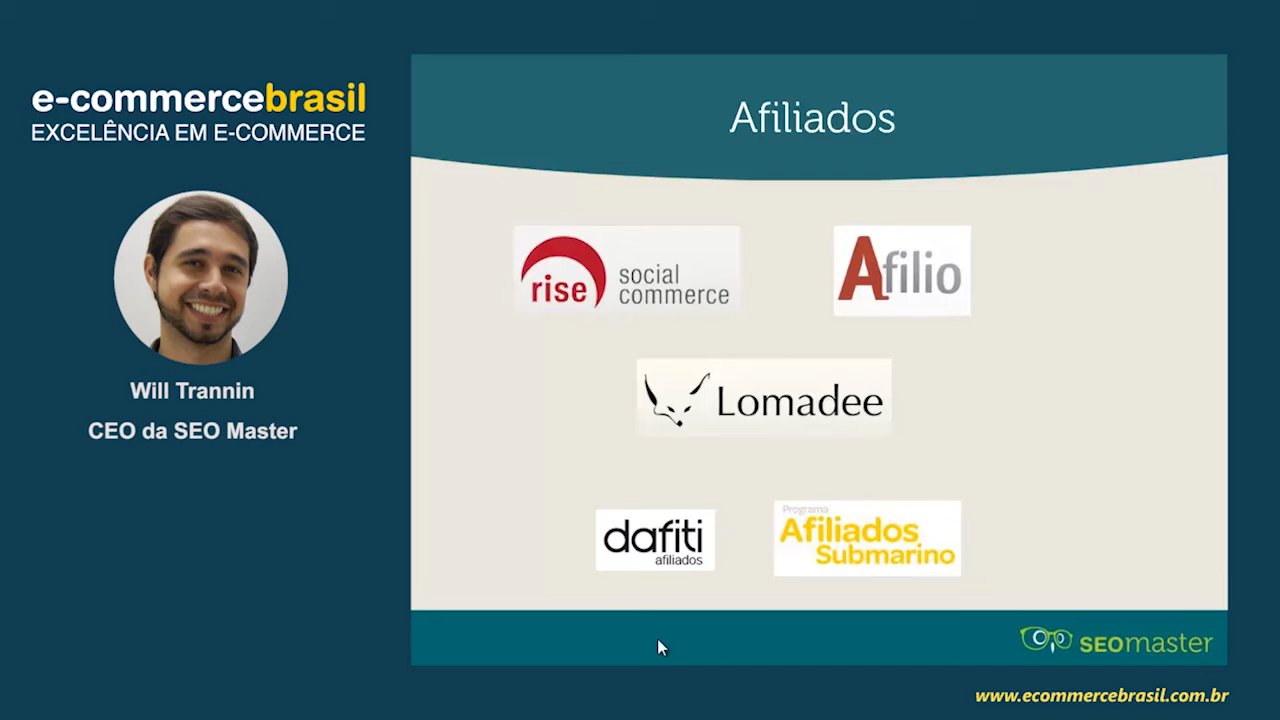 e-commercebrasil
EXCELÊNCIA EM E-COMMERCE
Will Trannin
CEO da SEO Master
Afiliados
rise social commerce
Afilio
Lomadee
dafiti
afiliados
Programa
Afiliados
Submarino
SEOmaster
www.ecommercebrasil.com.br